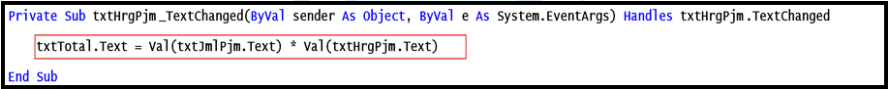 Private Sub txtHrgPjm_TextChanged(ByVal sender As Object, ByVal e As System.EventArgs) Handles txtHrgPjm.TextChanged
txtTotal.Text = Val(txtJmlPjm.Text) * Val(txtHrgPjm.Text)
End Sub